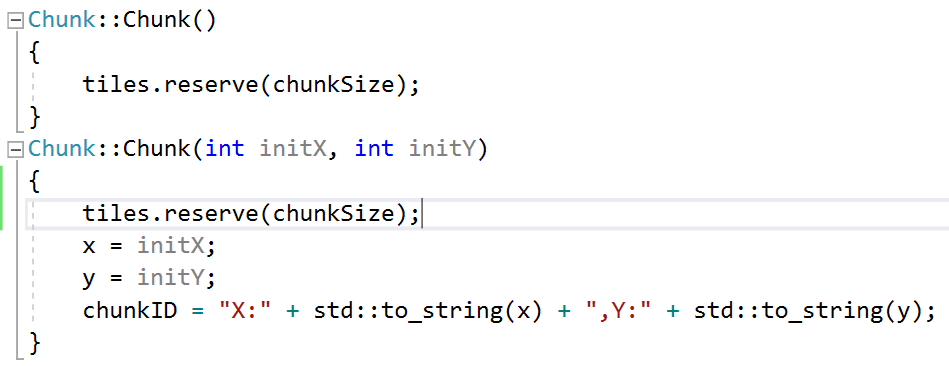 Chunk::Chunk()
{
    tiles.reserve(chunkSize);
}
Chunk::Chunk(int initX, int initY)
{
    tiles.reserve(chunkSize);
    x = initX;
    y = initY;
    chunkID = "X:" + std::to_string(x) + ",Y:" + std::to_string(y);
}